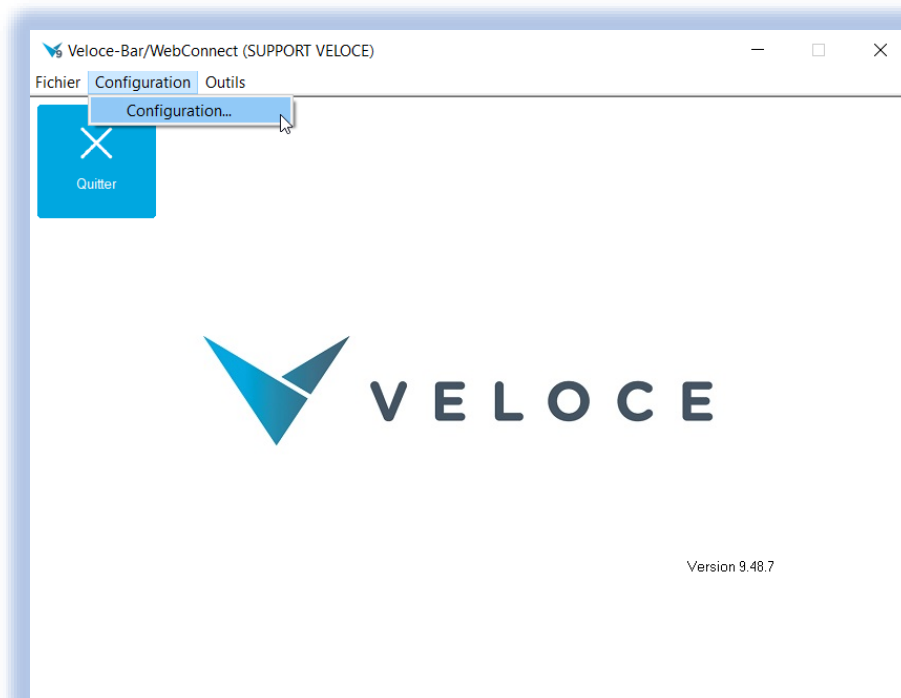 Veloce-Bar/WebConnect (SUPPORT VELOCE)
Fichier Configuration Outils
Configuration...
Quitter
VELOCE
Version 9.48.7